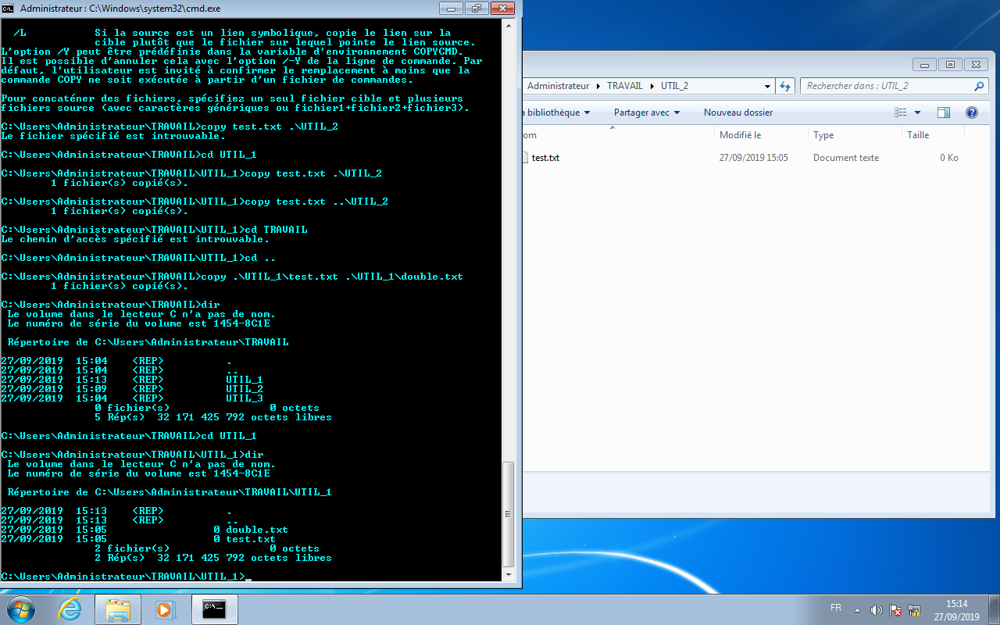 Administrateur : C:\Windows\system32\cmd.exe
/L Si la source est un lien symbolique, copie le lien sur la
cible plutôt que le fichier sur lequel pointe le lien source.
L'option /Y peut être prédéfinie dans la variable d'environnement COPYCMD.
Il est possible d'annuler cela avec l'option /-Y de la ligne de commande. Par
défaut, l'utilisateur est invité à confirmer le remplacement à moins que la
commande COPY ne soit exécutée à partir d'un fichier de commandes.
Pour concaténer des fichiers, spécifiez un seul fichier cible et plusieurs
fichiers source (avec caractères génériques ou fichier1+fichier2+fichier3).
C:\Users\Administrateur\TRAVAIL>copy test.txt .\UTIL_2
Le fichier spécifié est introuvable.
C:\Users\Administrateur\TRAVAIL>cd UTIL_1
C:\Users\Administrateur\TRAVAIL\UTIL_1>copy test.txt .\UTIL_2
1 fichier(s) copié(s).
C:\Users\Administrateur\TRAVAIL\UTIL_1>copy test.txt ..\UTIL_2
1 fichier(s) copié(s).
C:\Users\Administrateur\TRAVAIL\UTIL_1>cd TRAVAIL
Le chemin d'accès spécifié est introuvable.
C:\Users\Administrateur\TRAVAIL\UTIL_1>cd ..
C:\Users\Administrateur\TRAVAIL>copy .\UTIL_1\test.txt .\UTIL_1\double.txt
1 fichier(s) copié(s).
C:\Users\Administrateur\TRAVAIL>dir
Le volume dans le lecteur C n'a pas de nom.
Le numéro de série du volume est 1454-8C1E
Répertoire de C:\Users\Administrateur\TRAVAIL
27/09/2019 15:04 <REP> .
27/09/2019 15:04 <REP> ..
27/09/2019 15:13 <REP> UTIL_1
27/09/2019 15:09 <REP> UTIL_2
27/09/2019 15:04 <REP> UTIL_3
0 fichier(s) 0 octets
5 Rép(s) 32 171 425 792 octets libres
C:\Users\Administrateur\TRAVAIL>cd UTIL_1
C:\Users\Administrateur\TRAVAIL\UTIL_1>dir
Le volume dans le lecteur C n'a pas de nom.
Le numéro de série du volume est 1454-8C1E
Répertoire de C:\Users\Administrateur\TRAVAIL\UTIL_1
27/09/2019 15:13 <REP> .
27/09/2019 15:13 <REP> ..
27/09/2019 15:05 0 double.txt
27/09/2019 15:05 0 test.txt
2 fichier(s) 0 octets
2 Rép(s) 32 171 425 792 octets libres
C:\Users\Administrateur\TRAVAIL\UTIL_1>_
Administrateur TRAVAIL UTIL_2 Rechercher dans : UTIL_2
a bibliothèque Partager avec Nouveau dossier
om Modifié le Type Taille
test.txt 27/09/2019 15:05 Document texte 0 Ko
C:\_
FR
15:14
27/09/2019